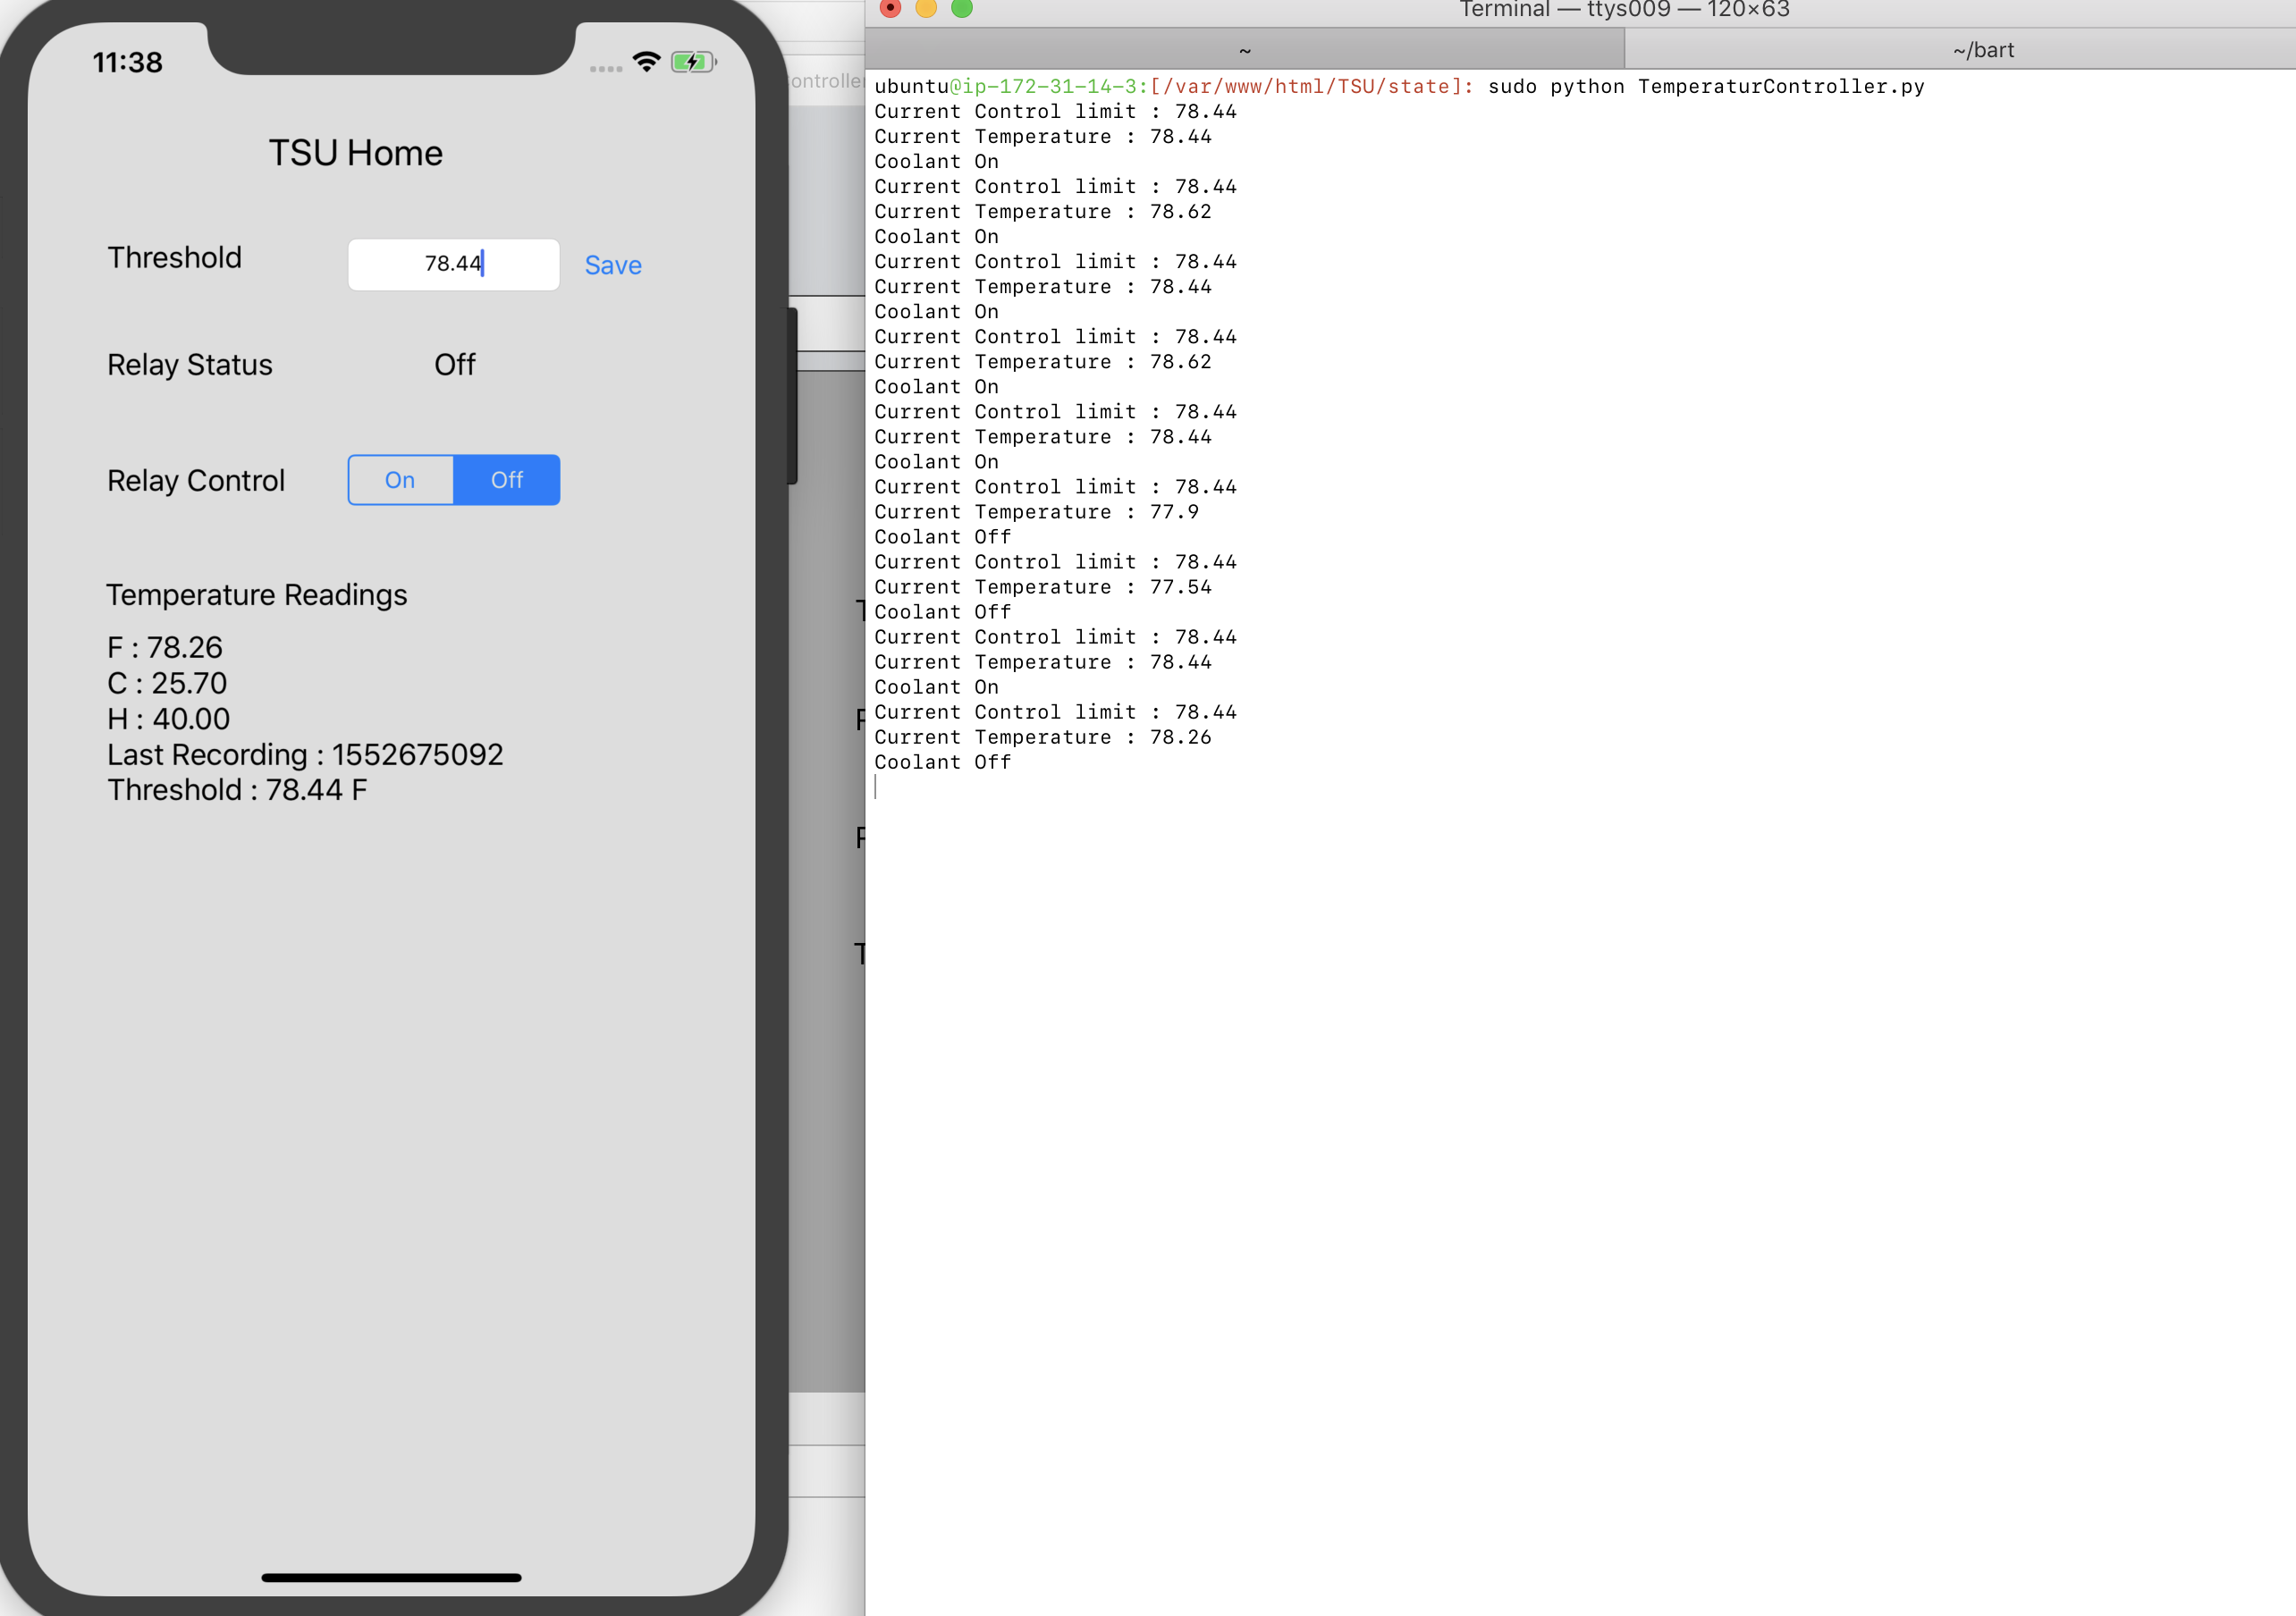 11:38
TSU Home
Threshold 78.44 Save
Relay Status Off
Relay Control On Off
Temperature Readings
F : 78.26
C : 25.70
H : 40.00
Last Recording : 1552675092
Threshold : 78.44 F
Terminal — ttys009 — 120×63
~ ~/bart
ubuntu@ip-172-31-14-3:[/var/www/html/TSU/state]: sudo python TemperaturController.py
Current Control limit : 78.44
Current Temperature : 78.44
Coolant On
Current Control limit : 78.44
Current Temperature : 78.62
Coolant On
Current Control limit : 78.44
Current Temperature : 78.44
Coolant On
Current Control limit : 78.44
Current Temperature : 78.62
Coolant On
Current Control limit : 78.44
Current Temperature : 78.44
Coolant On
Current Control limit : 78.44
Current Temperature : 77.9
Coolant Off
Current Control limit : 78.44
Current Temperature : 77.54
Coolant Off
Current Control limit : 78.44
Current Temperature : 78.44
Coolant On
Current Control limit : 78.44
Current Temperature : 78.26
Coolant Off